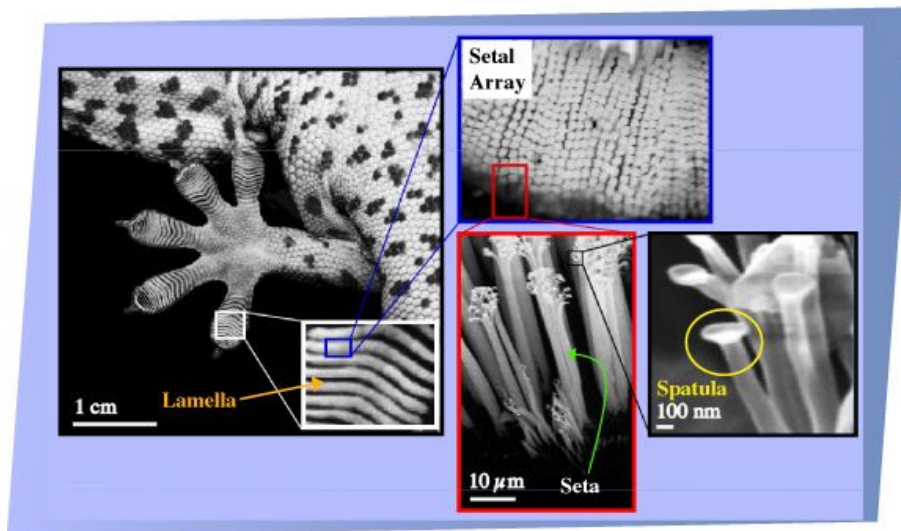 Setal
Array
Lamella
1 cm
Spatula
100 nm
10 μm
Seta